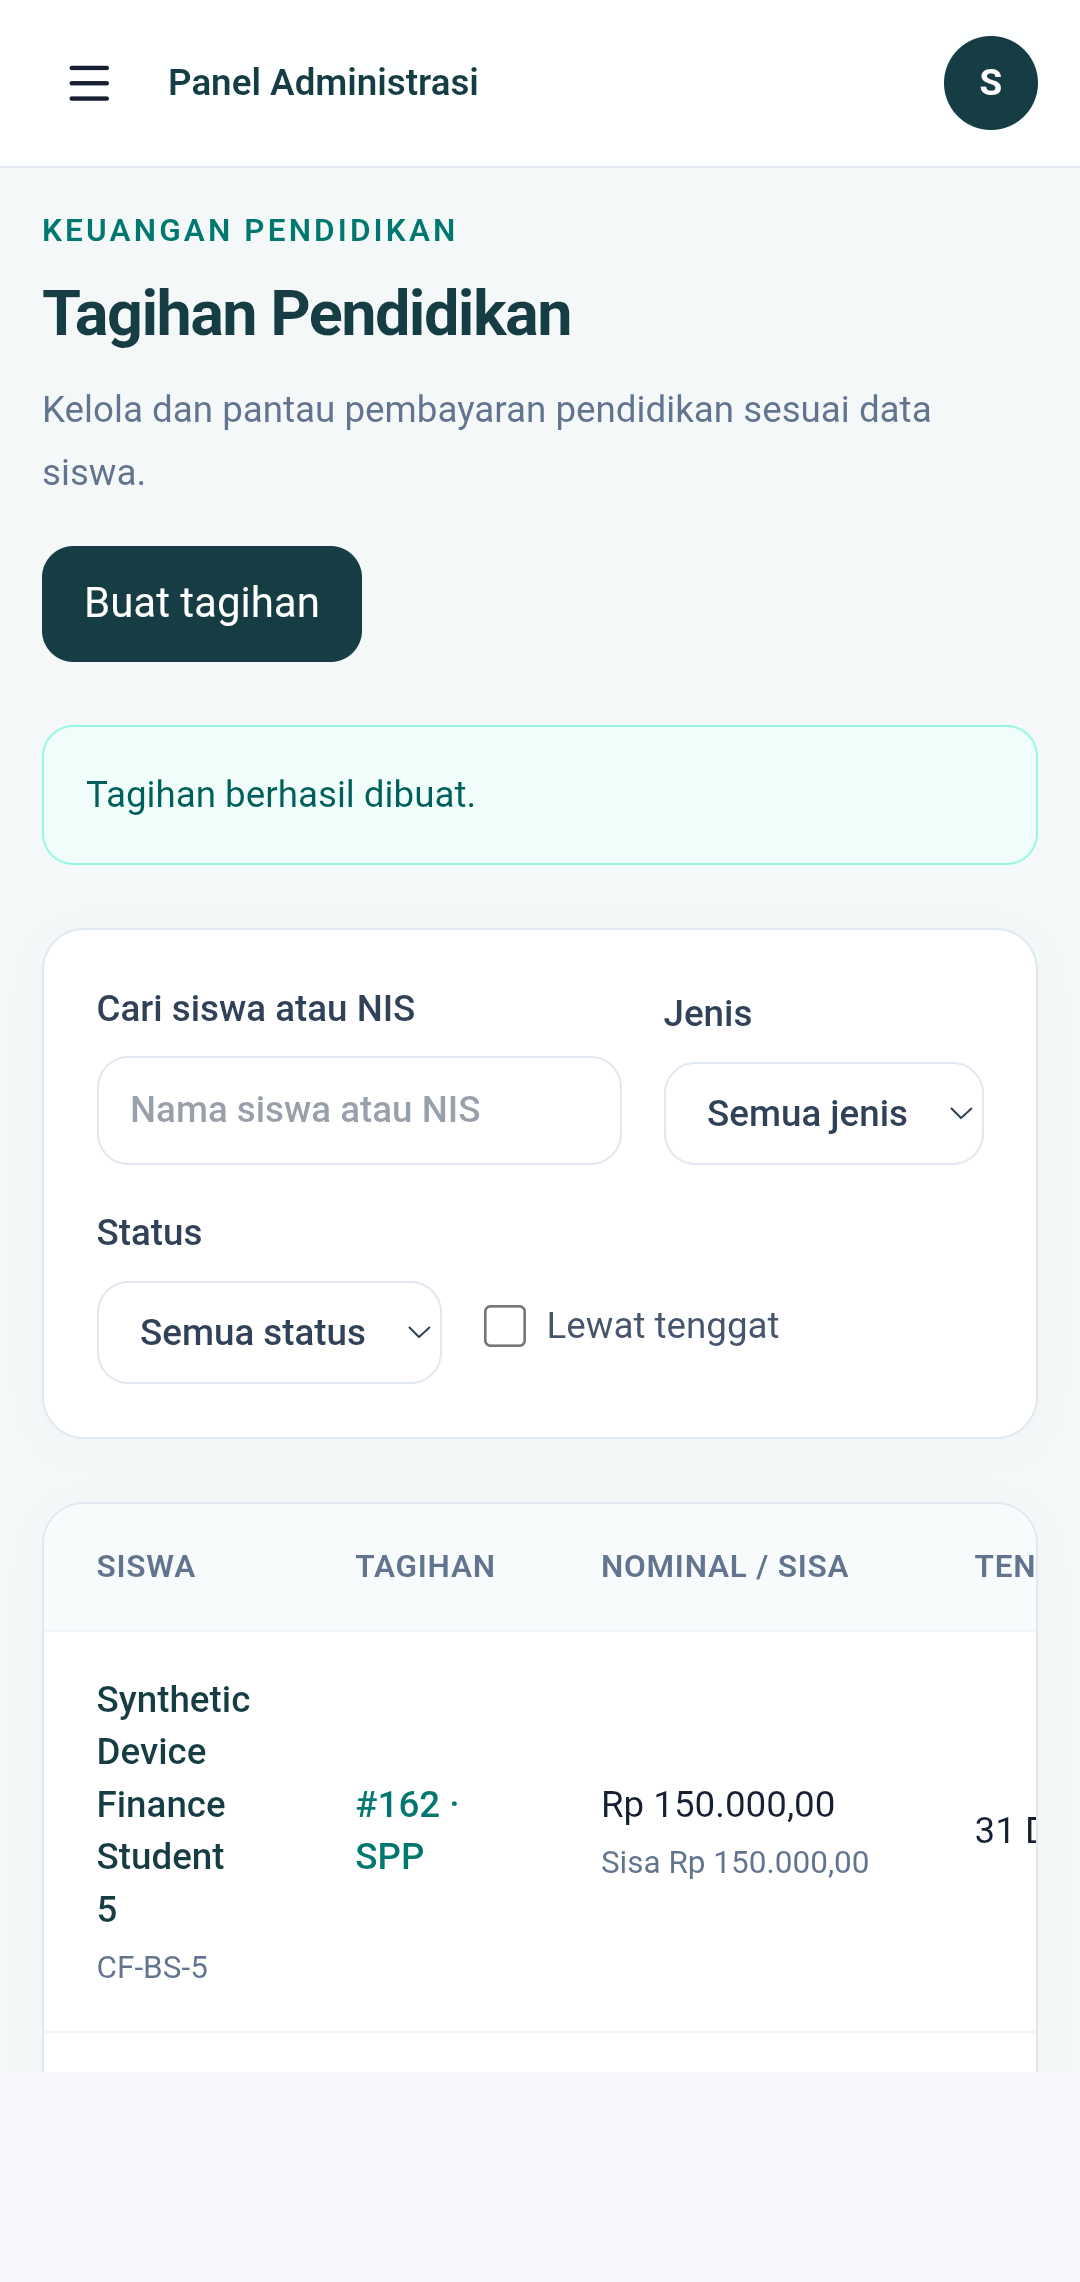 Panel Administrasi
S
KEUANGAN PENDIDIKAN
Tagihan Pendidikan
Kelola dan pantau pembayaran pendidikan sesuai data
siswa.
Buat tagihan
Tagihan berhasil dibuat.
Cari siswa atau NIS
Jenis
Nama siswa atau NIS
Semua jenis
Status
Semua status
Lewat tenggat
SISWA TAGIHAN NOMINAL / SISA TEN
Synthetic
Device
Finance
Student
5
CF-BS-5
#162 ·
SPP
Rp 150.000,00
Sisa Rp 150.000,00
31